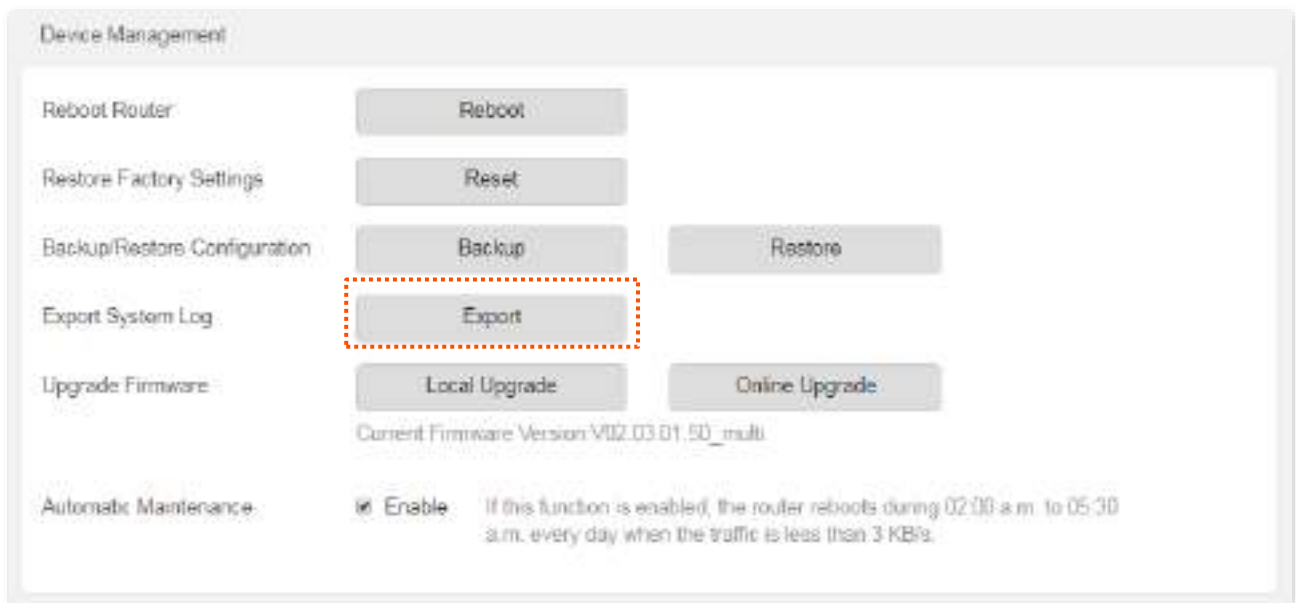 Device Management
Reboot Router Reboot
Restore Factory Settings Reset
Backup/Restore Configuration Backup Restore
Export System Log Export
Upgrade Firmware Local Upgrade Online Upgrade
Current Firmware Version:V02.03.01.50_multi
Automatic Maintenance Enable If this function is enabled, the router reboots during 02:00 a.m. to 05:30
a.m. every day when the traffic is less than 3 KB/s.